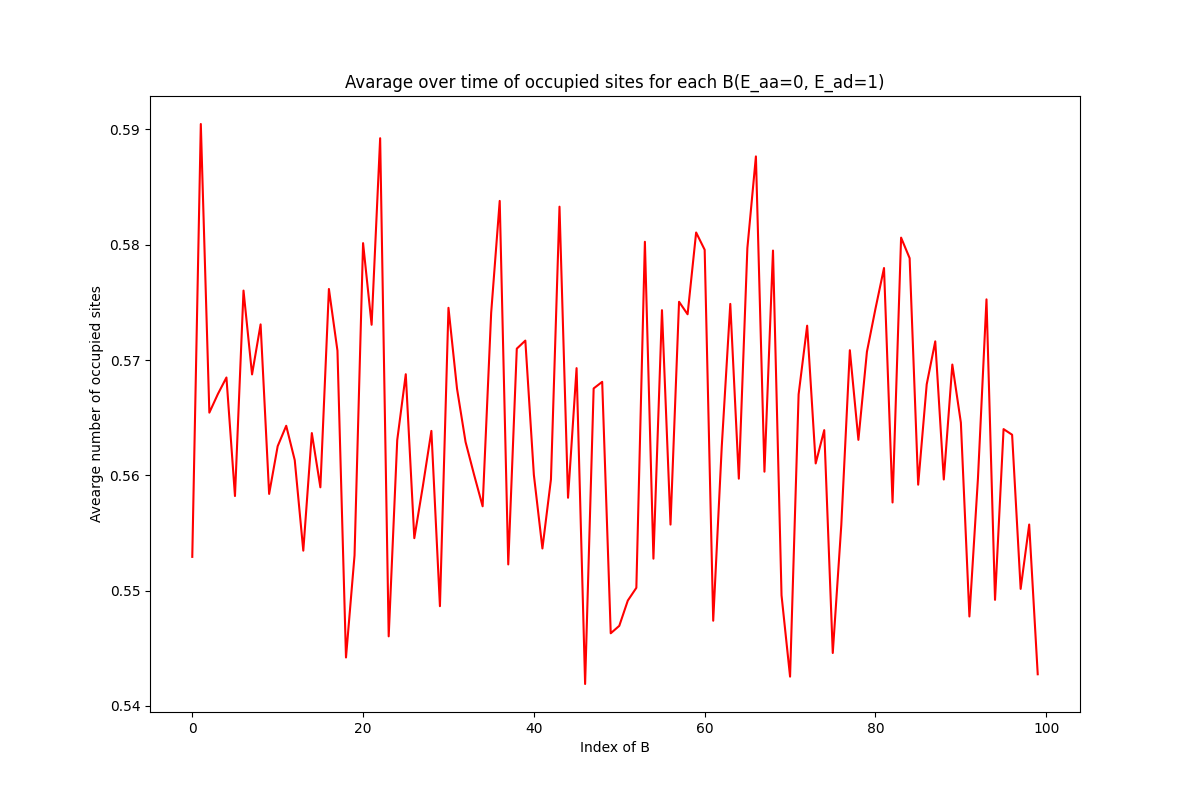 Avarage over time of occupied sites for each B(E_aa=0, E_ad=1)
0.59
0.58
0.57
0.56
0.55
0.54
Avearge number of occupied sites
0 20 40 60 80 100
Index of B